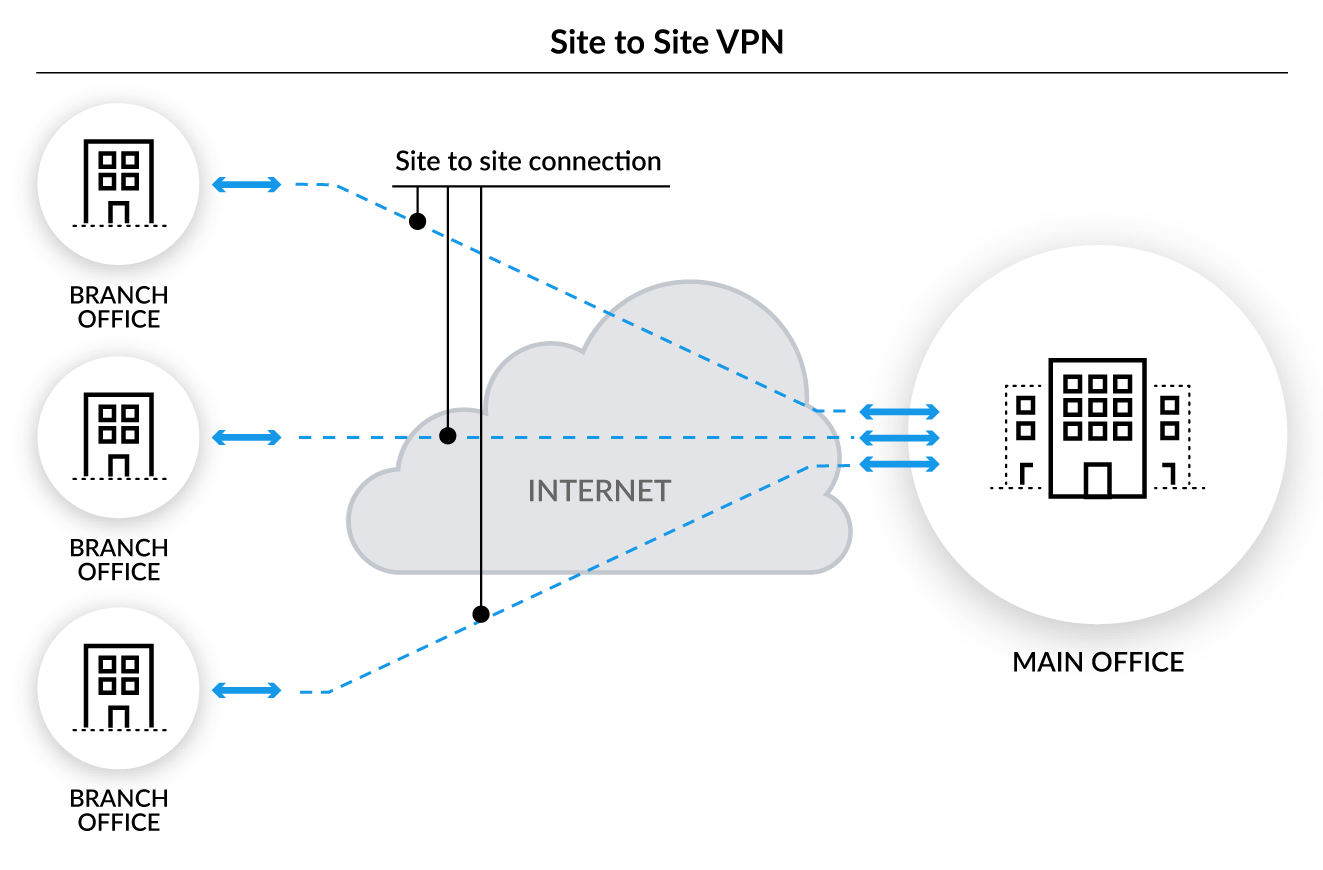 Site to Site VPN
Site to site connection
BRANCH
OFFICE
BRANCH
OFFICE
INTERNET
BRANCH
OFFICE
MAIN OFFICE